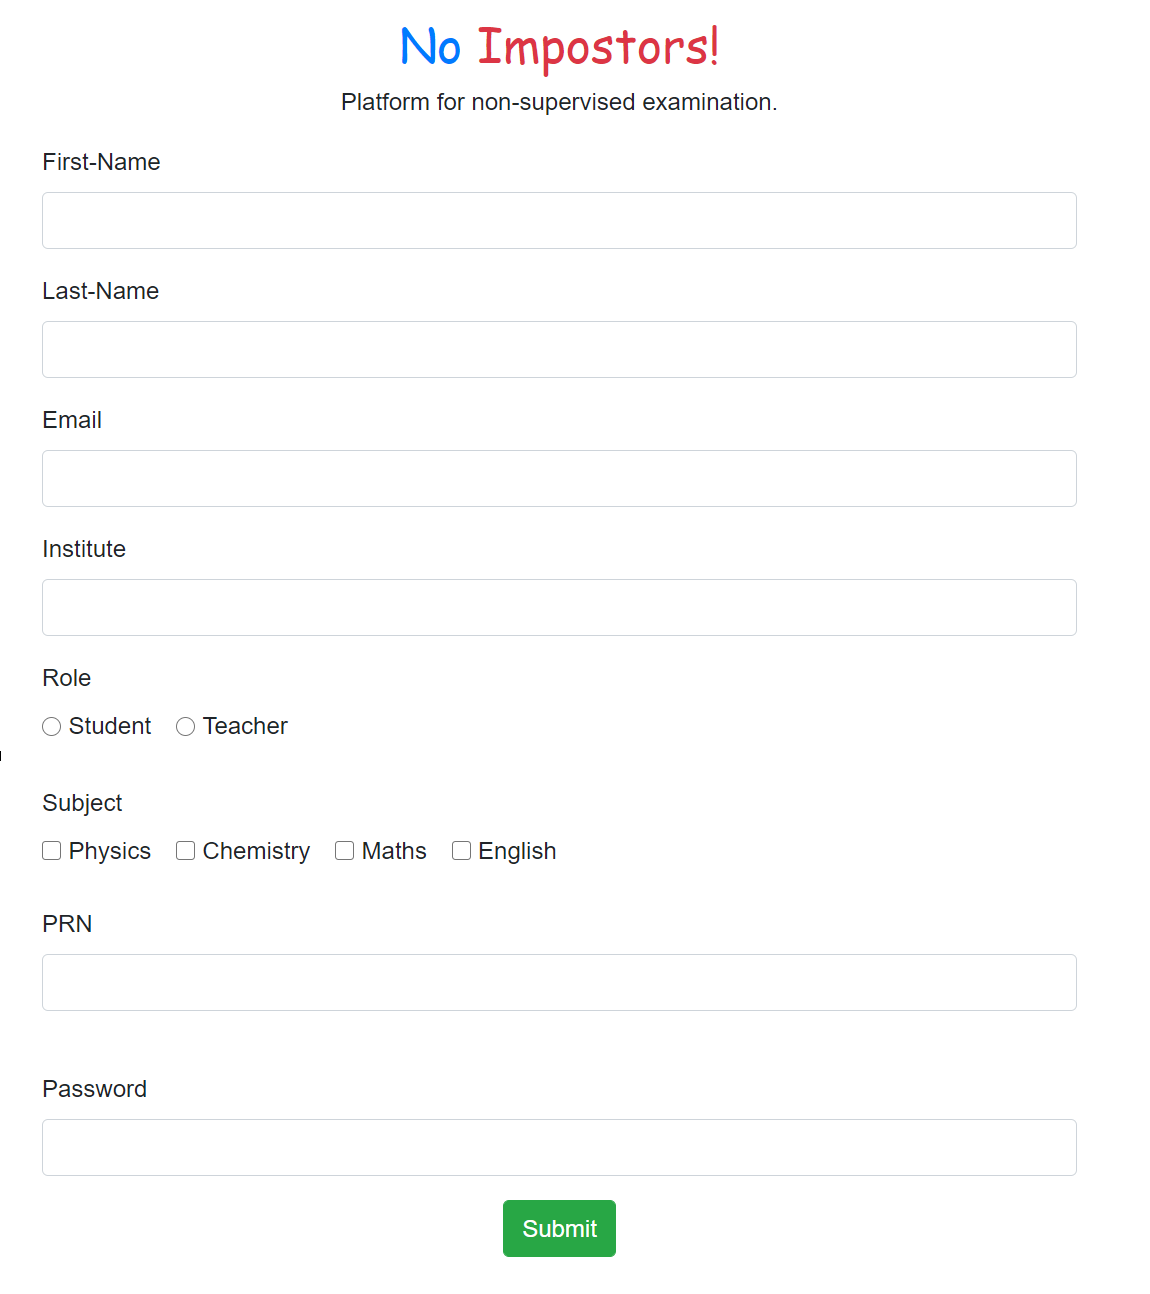 No Impostors!
Platform for non-supervised examination.
First-Name
Last-Name
Email
Institute
Role
Student Teacher
Subject
Physics Chemistry Maths English
PRN
Password
Submit